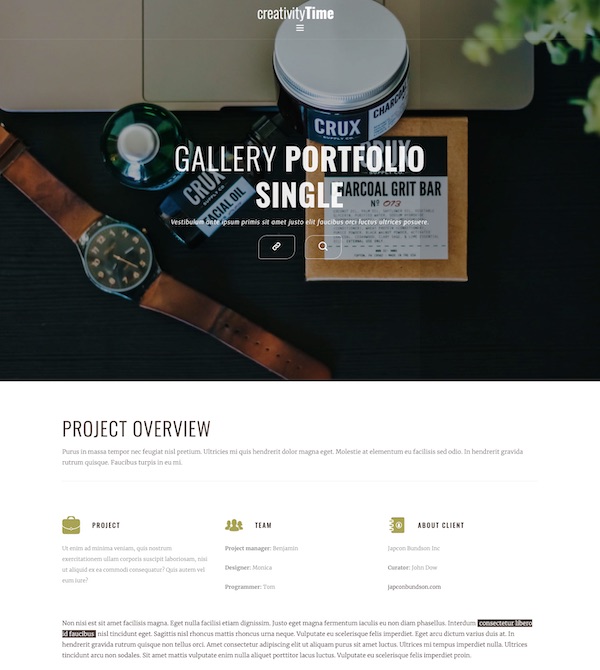 creativityTime
CRUX
SUPPLY CO.
CHARCOAL
GALLERY PORTFOLIO
SINGLE
CRUX
SUPPLY CO.
FACIAL OIL
CRUX
CHARCOAL GRIT BAR
Nº 073
Vestibulum ante ipsum primis sit amet justo elit faucibus orci luctus ultrices posuere.
PROJECT OVERVIEW
Purus in massa tempor nec feugiat nisl pretium. Ultricies mi quis hendrerit dolor magna eget. Molestie at elementum eu facilisis sed odio. In hendrerit gravida
rutrum quisque. Faucibus turpis in eu mi.
PROJECT
Ut enim ad minima veniam, quis nostrum
exercitationem ullam corporis suscipit laboriosam, nisi
ut aliquid ex ea commodi consequatur? Quis autem vel
eum iure?
TEAM
Project manager: Benjamin
Designer: Monica
Programmer: Tom
ABOUT CLIENT
Japcon Bundson Inc
Curator: John Dow
japconbundson.com
Non nisi est sit amet facilisis magna. Eget nulla facilisi etiam dignissim. Justo eget magna fermentum iaculis eu non diam phasellus. Interdum consectetur libero
id faucibus nisl tincidunt eget. Sagittis nisl rhoncus mattis rhoncus urna neque. Vulputate eu scelerisque felis imperdiet. Eget arcu dictum varius duis at. In
hendrerit gravida rutrum quisque non tellus orci. Amet consectetur adipiscing elit ut aliquam purus sit amet luctus. Ultrices mi tempus imperdiet mattis. Ultricies
tincidunt arcu non sodales. Sit amet mattis vulputate enim nulla aliquet porttitor lacus luctus. Vulputate eu scelerisque felis imperdiet proin.